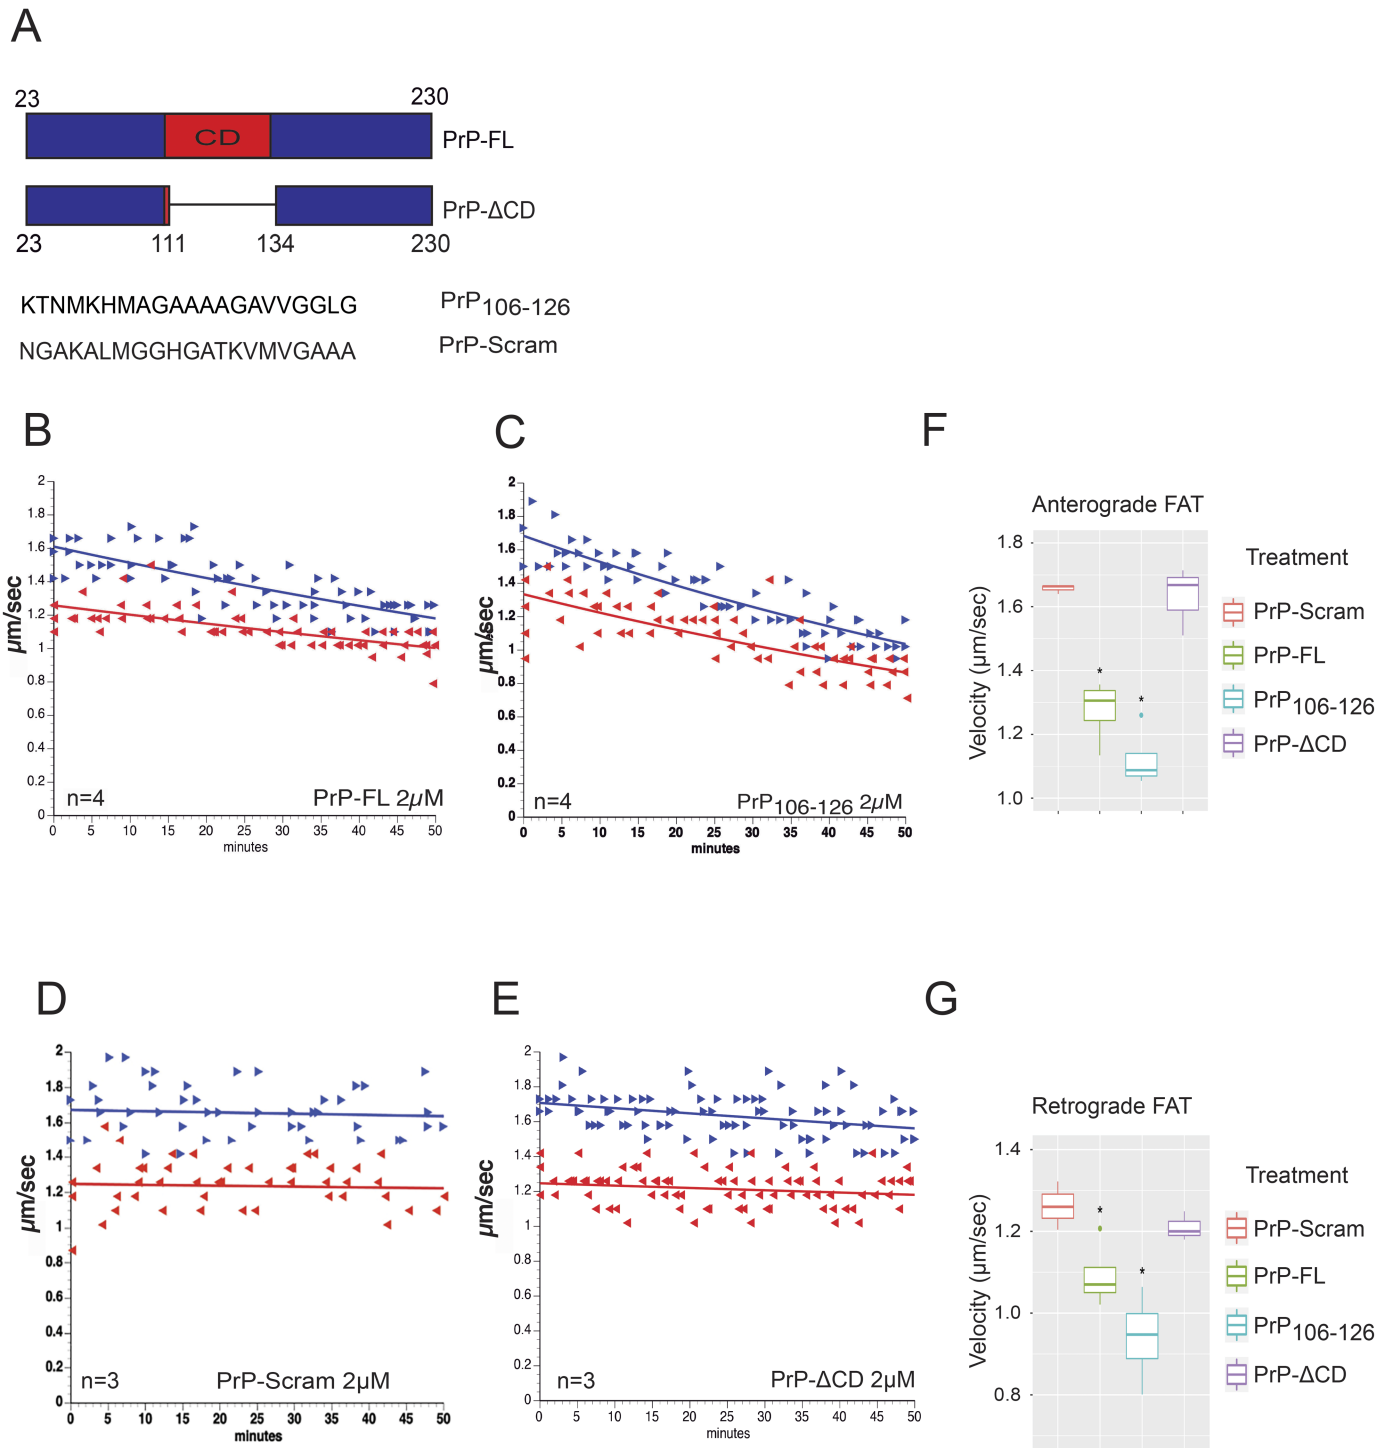 A
23 230
CD
PrP-FL
PrP-ΔCD
23 111 134 230
KTNMKHMAGAAAAGAVVGGLG PrP106-126
NGAKALMGGHGATKVMVGAAA PrP-Scram
B
µm/sec
2
1.8
1.6
1.4
1.2
1
0.8
0.6
0.4
0.2
0
n=4 PrP-FL 2µM
0 5 10 15 20 25 30 35 40 45 50
minutes
C
µm/sec
2
1.8
1.6
1.4
1.2
1
0.8
0.6
0.4
0.2
0
n=4 PrP106-126 2µM
0 5 10 15 20 25 30 35 40 45 50
minutes
F
Anterograde FAT
Velocity (µm/sec)
1.8
1.6
1.4
1.2
1.0
*
*
Treatment
PrP-Scram
PrP-FL
PrP106-126
PrP-ΔCD
D
µm/sec
2
1.8
1.6
1.4
1.2
1
0.8
0.6
0.4
0.2
0
n=3 PrP-Scram 2µM
0 5 10 15 20 25 30 35 40 45 50
minutes
E
µm/sec
2
1.8
1.6
1.4
1.2
1
0.8
0.6
0.4
0.2
0
n=3 PrP-ΔCD 2µM
0 5 10 15 20 25 30 35 40 45 50
minutes
G
Retrograde FAT
Velocity (µm/sec)
1.4
1.2
1.0
0.8
*
*
Treatment
PrP-Scram
PrP-FL
PrP106-126
PrP-ΔCD